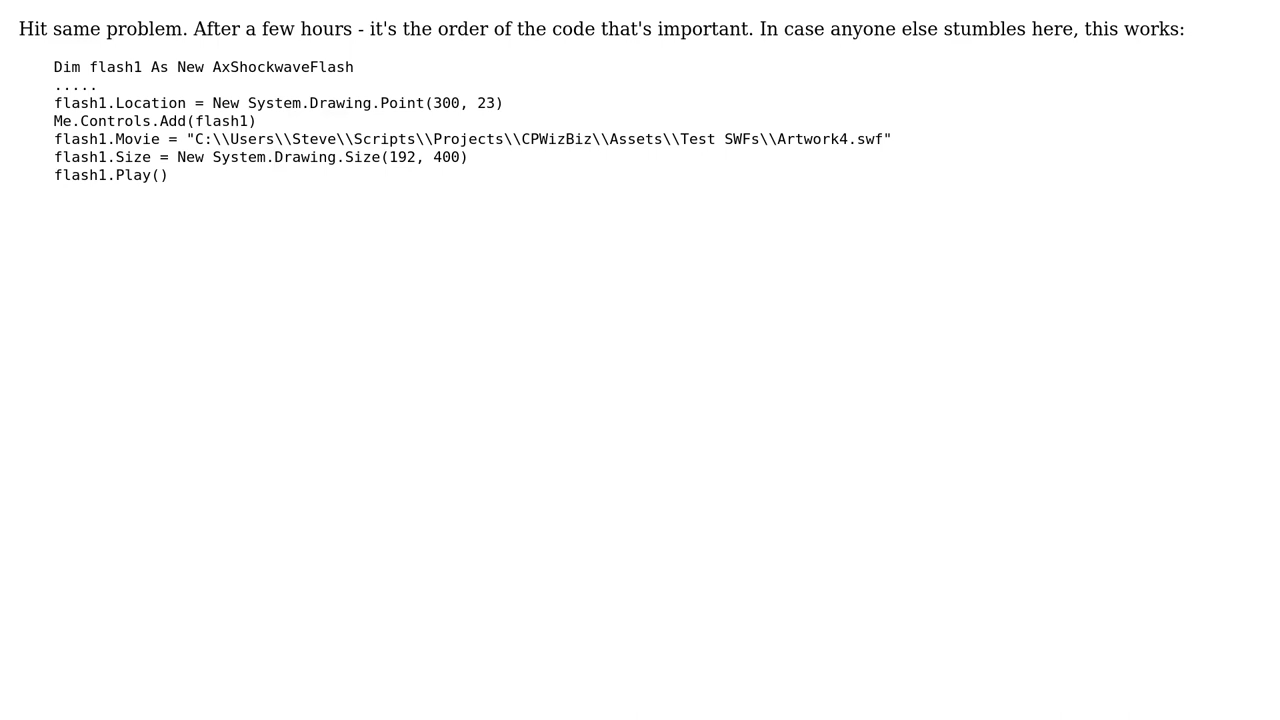 Hit same problem. After a few hours - it's the order of the code that's important. In case anyone else stumbles here, this works:
Dim flash1 As New AxShockwaveFlash
.....
flash1.Location = New System.Drawing.Point(300, 23)
Me.Controls.Add(flash1)
flash1.Movie = "C:\\Users\\Steve\\Scripts\\Projects\\CPWizBiz\\Assets\\Test SWFs\\Artwork4.swf"
flash1.Size = New System.Drawing.Size(192, 400)
flash1.Play()